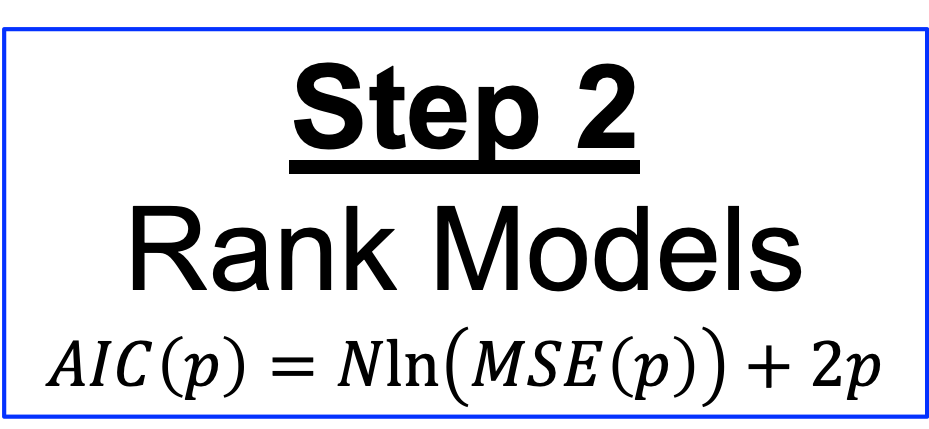 Step 2
Rank Models
AIC(p) = Nln(MSE(p)) + 2p